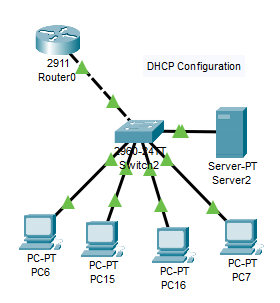 2911
Router0
DHCP Configuration
2960-24TT
Switch2
Server-PT
Server2
PC-PT
PC6
PC-PT
PC15
PC-PT
PC16
PC-PT
PC7